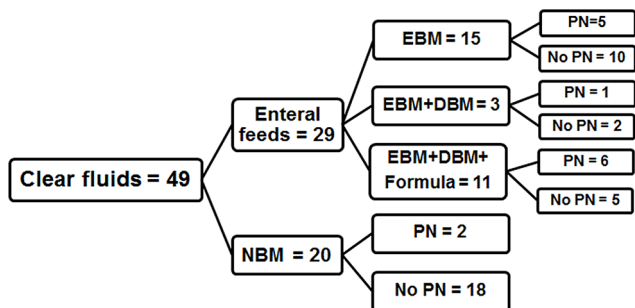 Clear fluids = 49
Enteral
feeds = 29
NBM = 20
EBM = 15
EBM+DBM = 3
EBM+DBM+
Formula = 11
PN = 2
No PN = 18
PN=5
No PN = 10
PN = 1
No PN = 2
PN = 6
No PN = 5